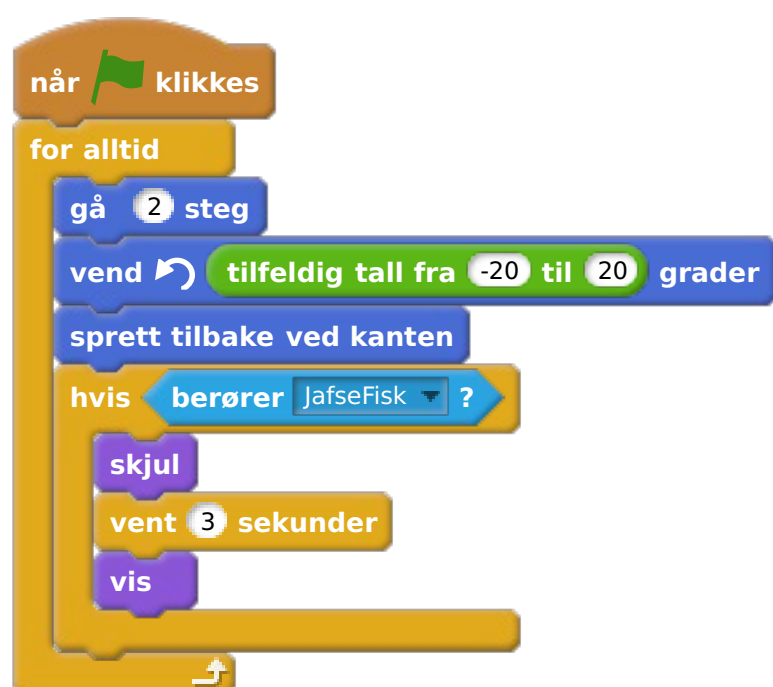 når klikkes
for alltid
gå 2 steg
vend tilfeldig tall fra -20 til 20 grader
sprett tilbake ved kanten
hvis berører JafseFisk ?
skjul
vent 3 sekunder
vis